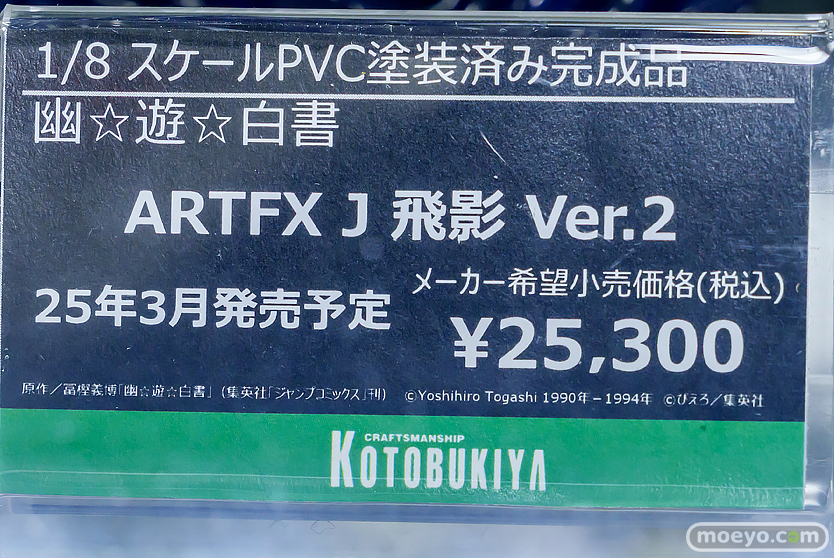 1/8 スケールPVC塗装済み完成品
幽☆遊☆白書
ARTFX J 飛影 Ver.2
メーカー希望小売価格(税込)
25年3月発売予定
¥25,300
原作／冨樫義博「幽☆遊☆白書」（集英社「ジャンプコミックス」刊） ©Yoshihiro Togashi 1990年－1994年 ©ぴえろ／集英社
CRAFTSMANSHIP
KOTOBUKIYA
moeyo.com